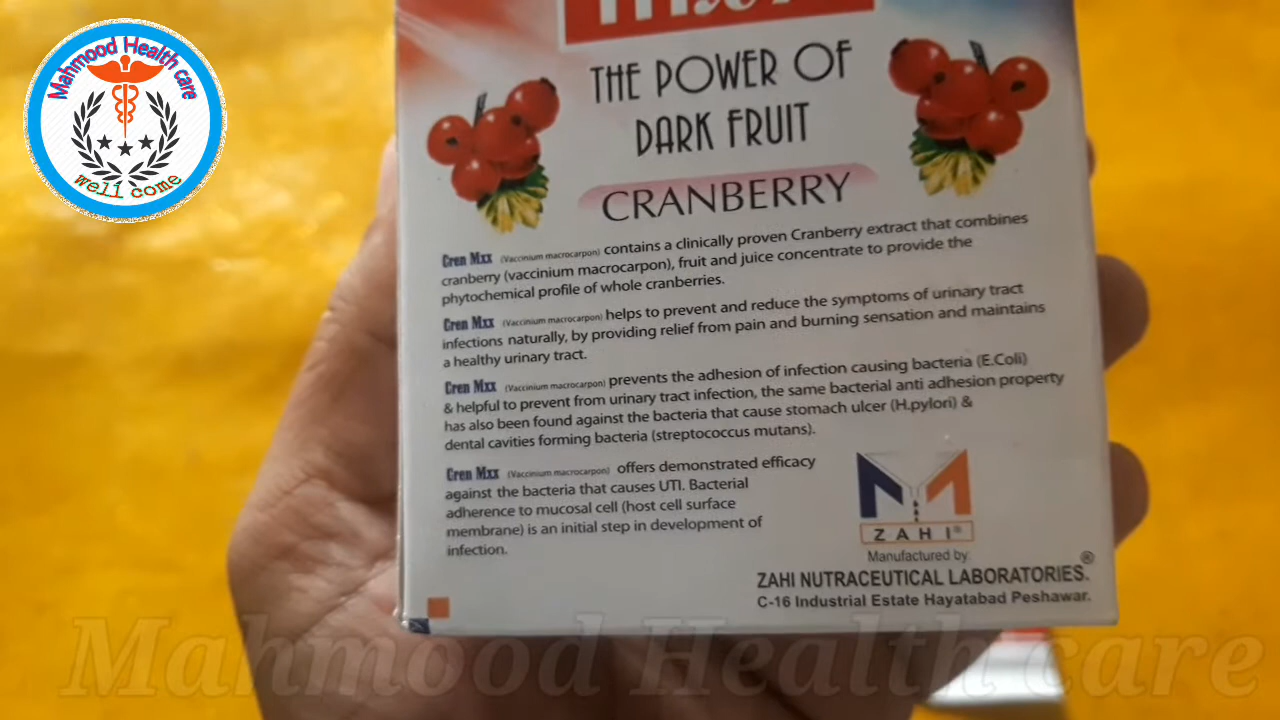 Mahmood Health care
well come
THE POWER OF
DARK FRUIT
CRANBERRY
Cren Mxx (Vaccinium macrocarpon) contains a clinically proven Cranberry extract that combines
cranberry (vaccinium macrocarpon), fruit and juice concentrate to provide the
phytochemical profile of whole cranberries.
Cren Mxx (Vaccinium macrocarpon) helps to prevent and reduce the symptoms of urinary tract
infections naturally, by providing relief from pain and burning sensation and maintains
a healthy urinary tract.
Cren Mxx (Vaccinium macrocarpon) prevents the adhesion of infection causing bacteria (E.Coli)
& helpful to prevent from urinary tract infection, the same bacterial anti adhesion property
has also been found against the bacteria that cause stomach ulcer (H.pylori) &
dental cavities forming bacteria (streptococcus mutans).
Cren Mxx (Vaccinium macrocarpon) offers demonstrated efficacy
against the bacteria that causes UTI. Bacterial
adherence to mucosal cell (host cell surface
membrane) is an initial step in development of
infection.
ZAHI®
Manufactured by:
ZAHI NUTRACEUTICAL LABORATORIES.®
C-16 Industrial Estate Hayatabad Peshawar.
Mahmood Health care